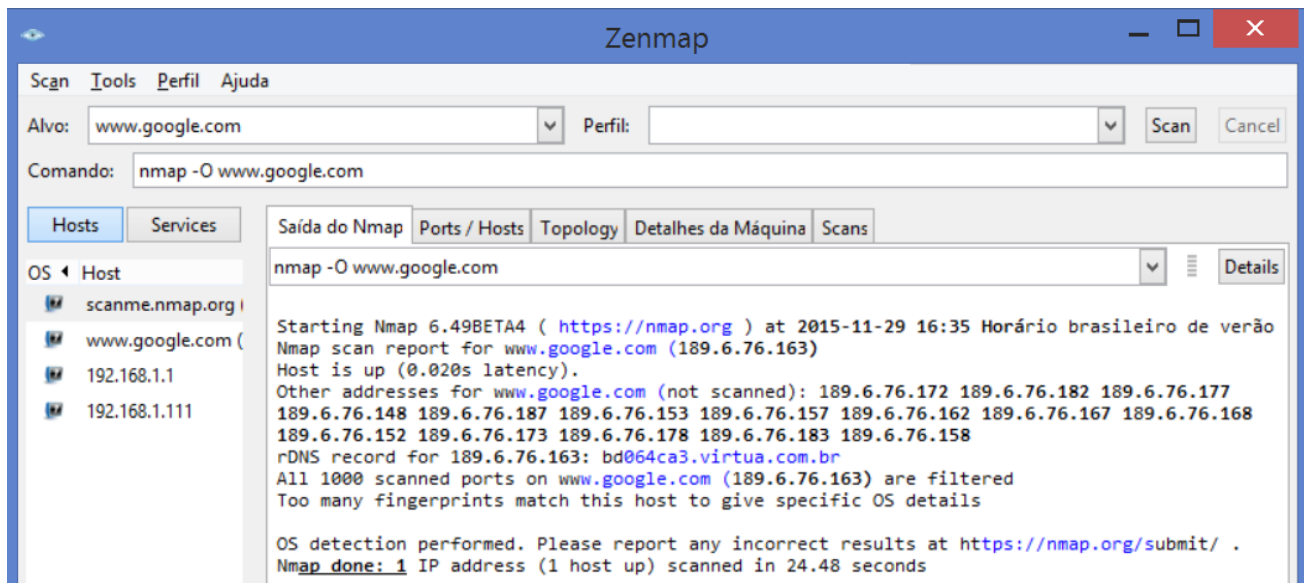 Zenmap
Scan Tools Perfil Ajuda
Alvo: www.google.com Perfil: Scan Cancel
Comando: nmap -O www.google.com
Hosts Services Saída do Nmap Ports / Hosts Topology Detalhes da Máquina Scans
OS Host nmap -O www.google.com Details
scanme.nmap.org (
www.google.com (
192.168.1.1
192.168.1.111
Starting Nmap 6.49BETA4 ( https://nmap.org ) at 2015-11-29 16:35 Horário brasileiro de verão
Nmap scan report for www.google.com (189.6.76.163)
Host is up (0.020s latency).
Other addresses for www.google.com (not scanned): 189.6.76.172 189.6.76.182 189.6.76.177
189.6.76.148 189.6.76.187 189.6.76.153 189.6.76.157 189.6.76.162 189.6.76.167 189.6.76.168
189.6.76.152 189.6.76.173 189.6.76.178 189.6.76.183 189.6.76.158
rDNS record for 189.6.76.163: bd064ca3.virtua.com.br
All 1000 scanned ports on www.google.com (189.6.76.163) are filtered
Too many fingerprints match this host to give specific OS details
OS detection performed. Please report any incorrect results at https://nmap.org/submit/ .
Nmap done: 1 IP address (1 host up) scanned in 24.48 seconds